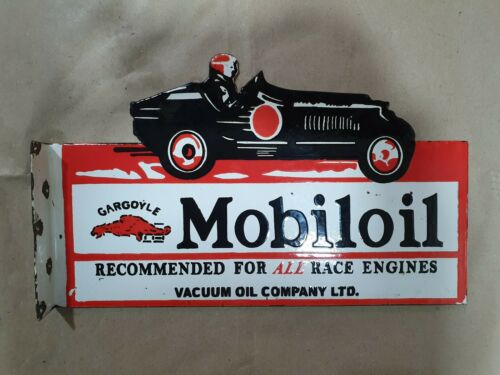 GARGOYLE
Mobiloil
RECOMMENDED FOR ALL RACE ENGINES
VACUUM OIL COMPANY LTD.